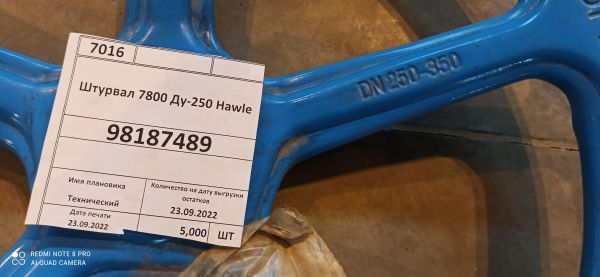 7016
Штурвал 7800 Ду-250 Hawle
98187489
Имя плановика
Количество на дату выгрузки
остатков
Технический
23.09.2022
Дата печати
23.09.2022
5,000
ШТ
DN 250-350
REDMI NOTE 8 PRO
AI QUAD CAMERA